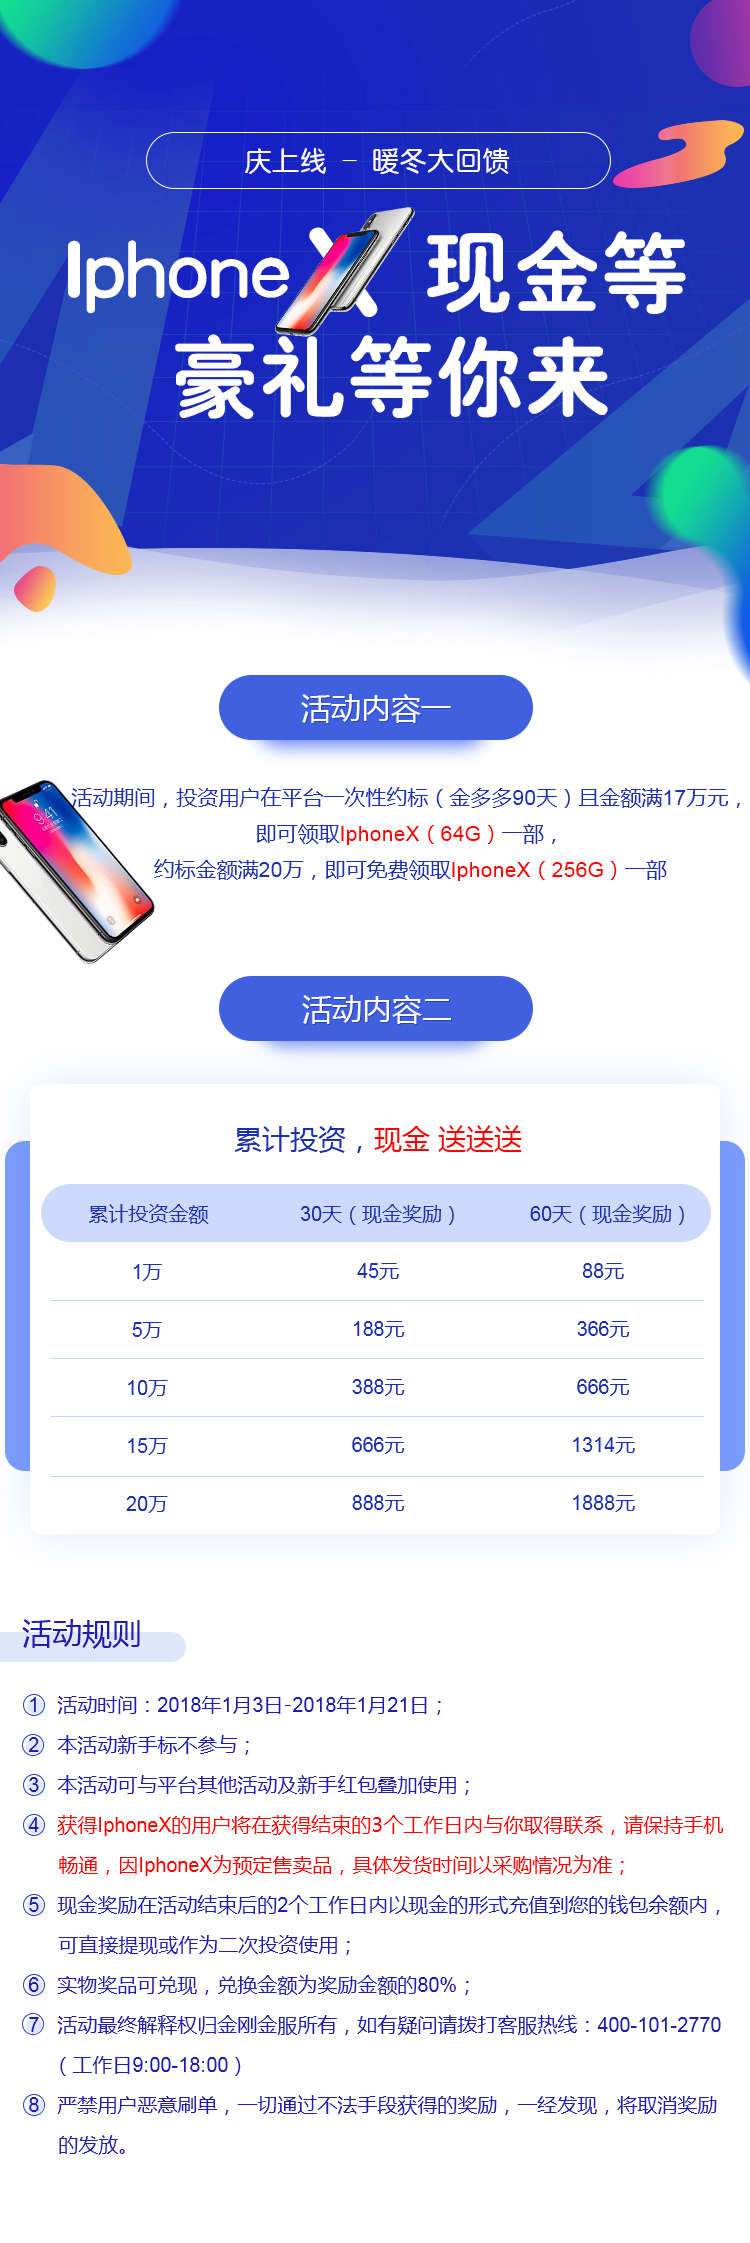 庆上线 – 暖冬大回馈
IphoneX 现金等
豪礼等你来
活动内容一
9:41
活动期间，投资用户在平台一次性约标（金多多90天）且金额满17万元，
即可领取IphoneX（64G）一部，
约标金额满20万，即可免费领取IphoneX（256G）一部
活动内容二
累计投资，现金 送送送
累计投资金额 30天（现金奖励） 60天（现金奖励）
1万 45元 88元
5万 188元 366元
10万 388元 666元
15万 666元 1314元
20万 888元 1888元
活动规则
① 活动时间：2018年1月3日-2018年1月21日；
② 本活动新手标不参与；
③ 本活动可与平台其他活动及新手红包叠加使用；
④ 获得IphoneX的用户将在获得结束的3个工作日内与你取得联系，请保持手机
畅通，因IphoneX为预定售卖品，具体发货时间以采购情况为准；
⑤ 现金奖励在活动结束后的2个工作日内以现金的形式充值到您的钱包余额内，
可直接提现或作为二次投资使用；
⑥ 实物奖品可兑现，兑换金额为奖励金额的80%；
⑦ 活动最终解释权归金刚金服所有，如有疑问请拨打客服热线：400-101-2770
（工作日9:00-18:00）
⑧ 严禁用户恶意刷单，一切通过不法手段获得的奖励，一经发现，将取消奖励
的发放。